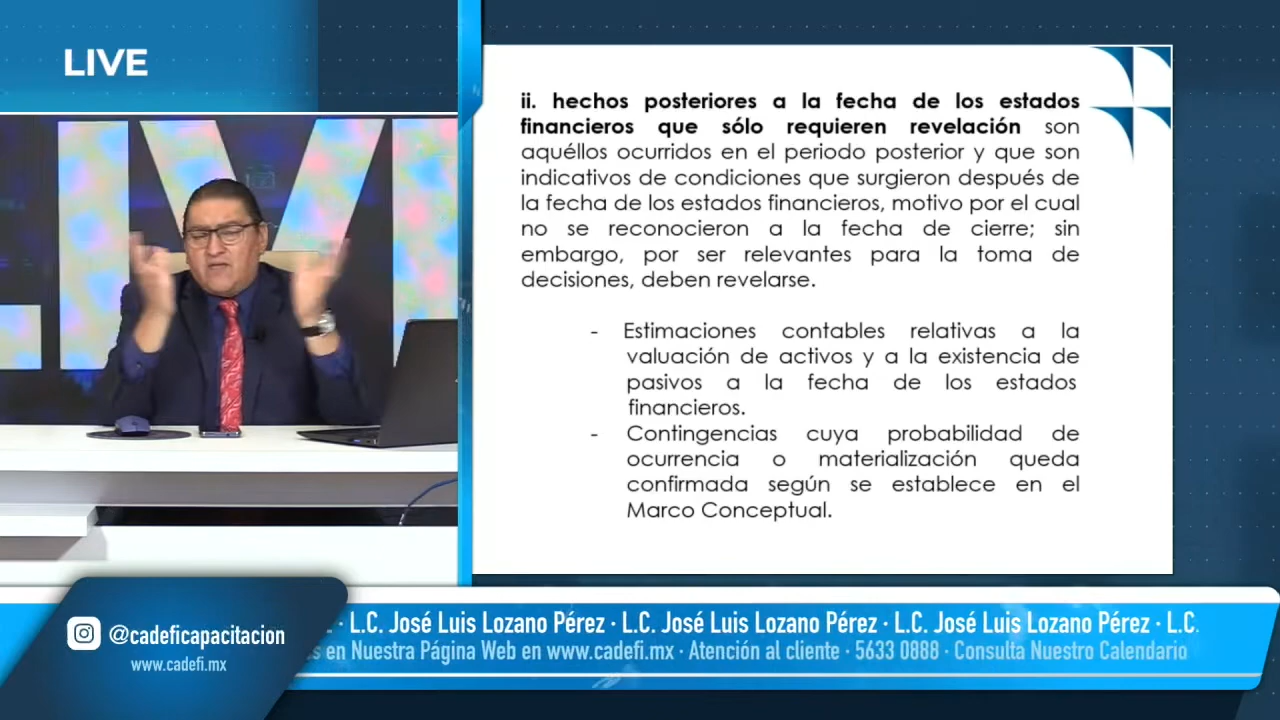 LIVE
LIVE
ii. hechos posteriores a la fecha de los estados
financieros que sólo requieren revelación son
aquéllos ocurridos en el periodo posterior y que son
indicativos de condiciones que surgieron después de
la fecha de los estados financieros, motivo por el cual
no se reconocieron a la fecha de cierre; sin
embargo, por ser relevantes para la toma de
decisiones, deben revelarse.
- Estimaciones contables relativas a la
valuación de activos y a la existencia de
pasivos a la fecha de los estados
financieros.
- Contingencias cuya probabilidad de
ocurrencia o materialización queda
confirmada según se establece en el
Marco Conceptual.
@cadeficapacitacion
www.cadefi.mx
· L.C. José Luis Lozano Pérez · L.C. José Luis Lozano Pérez · L.C. José Luis Lozano Pérez · L.C.
en Nuestra Página Web en www.cadefi.mx · Atención al cliente · 5633 0888 · Consulta Nuestro Calendario